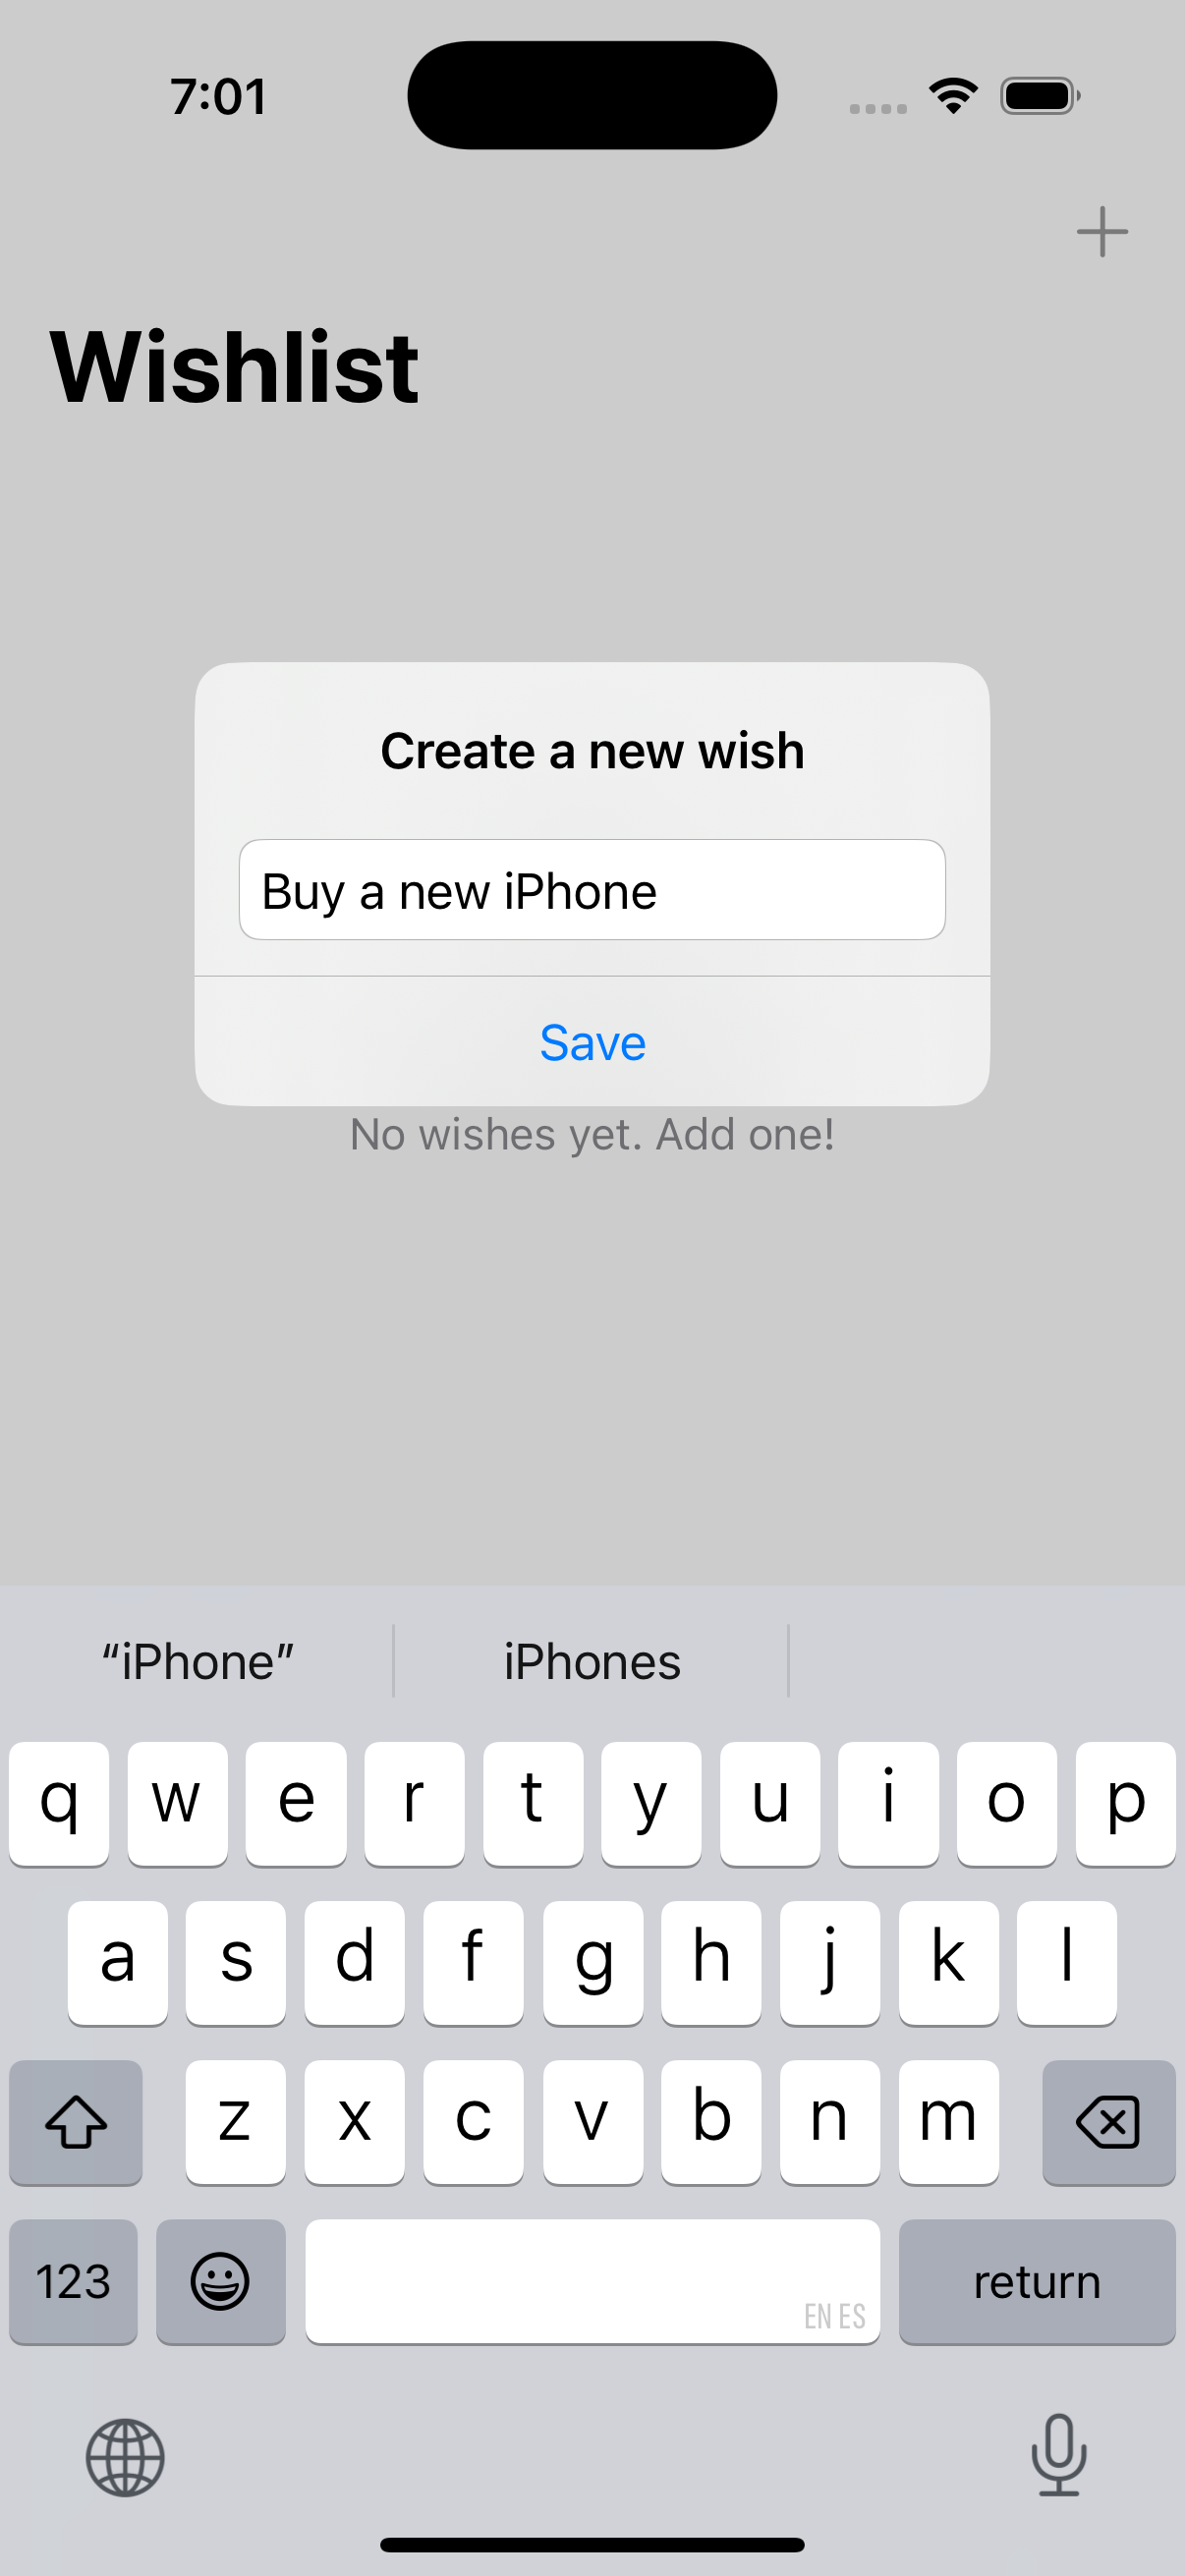 7:01
Wishlist
Create a new wish
Buy a new iPhone
Save
No wishes yet. Add one!
“iPhone” iPhones
q w e r t y u i o p
a s d f g h j k l
z x c v b n m
123 EN ES return